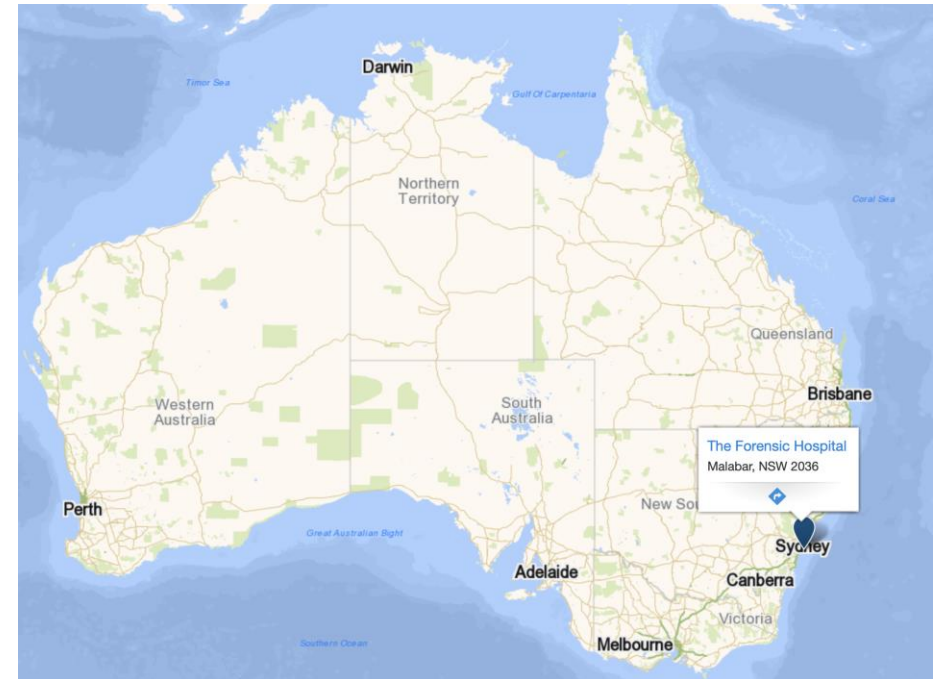 Darwin
Timor Sea
Gulf Of Carpentaria
Northern
Territory
Coral Sea
Queensland
Brisbane
Western
Australia
South
Australia
The Forensic Hospital
Malabar, NSW 2036
New Sou
Perth
Great Australian Bight
Sydney
Adelaide
Canberra
Victoria
Melbourne
Southern Ocean